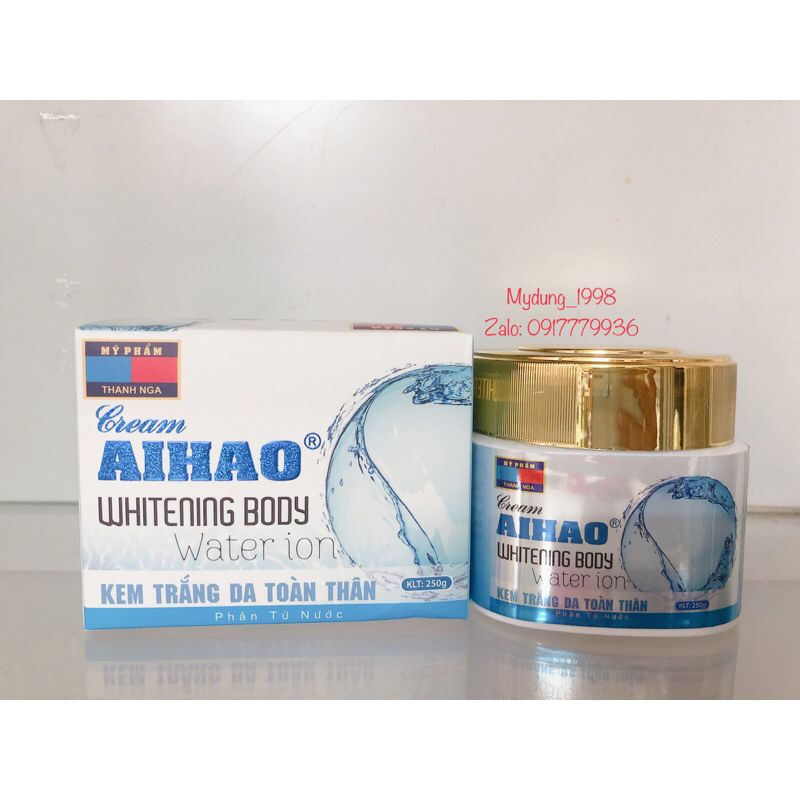 Mydung_1998
Zalo: 0917779936
MỸ PHẨM
THANH NGA
Cream
AIHAO®
WHITENING BODY
Water ion
KEM TRẮNG DA TOÀN THÂN
KLT: 250g
Phân Tử Nước
MỸ PHẨM
THANH NGA
Cream
AIHAO®
WHITENING BODY
Water ion
KEM TRẮNG DA TOÀN THÂN
KLT: 250g
Phân Tử Nước